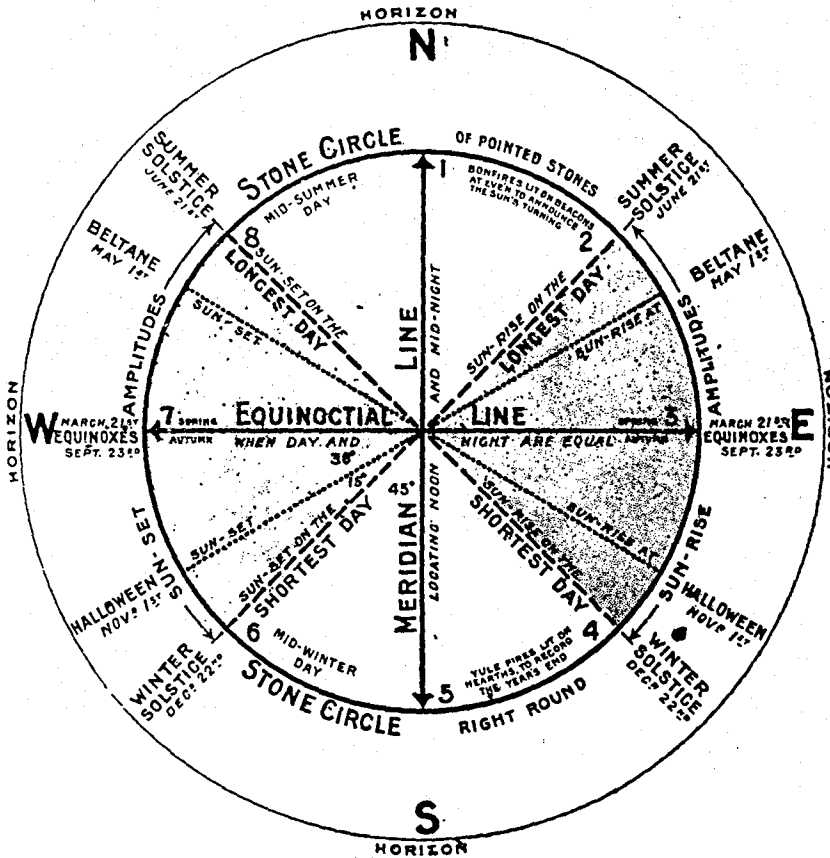 HORIZON
N
STONE CIRCLE
OF POINTED STONES
1
BONFIRES LIT ON BEACONS
AT EVEN TO ANNOUNCE
THE SUN'S TURNING
MID-SUMMER
DAY
SUMMER
SOLSTICE
JUNE 21ST
SUMMER
SOLSTICE
JUNE 21ST
8
2
BELTANE
MAY 1ST
BELTANE
MAY 1ST
SUN-SET ON THE
LONGEST DAY
SUN-RISE ON THE
LONGEST DAY
SUN-SET
SUN-RISE AT
AMPLITUDES
AMPLITUDES
LINE
AND MID-NIGHT
HORIZON
W
MARCH 21ST
EQUINOXES
SEPT. 23RD
7
SPRING
AUTUMN
EQUINOCTIAL LINE
WHEN DAY AND NIGHT ARE EQUAL
SPRING
AUTUMN
3
MARCH 21ST
EQUINOXES
SEPT. 23RD
E
HORIZON
38°
15°
45°
SUN-SET
SUN-SET
SUN-SET ON THE
SHORTEST DAY
SUN-RISE ON THE
SHORTEST DAY
SUN-RISE AT
SUN-RISE
MERIDIAN
LOCATING NOON
HALLOWEEN
NOVR 1ST
HALLOWEEN
NOVR 1ST
6
4
WINTER
SOLSTICE
DECR 22ND
WINTER
SOLSTICE
DECR 22ND
MID-WINTER
DAY
YULE FIRES LIT ON
HEARTHS, TO RECORD
THE YEAR'S END
5
STONE CIRCLE
RIGHT ROUND
S
HORIZON